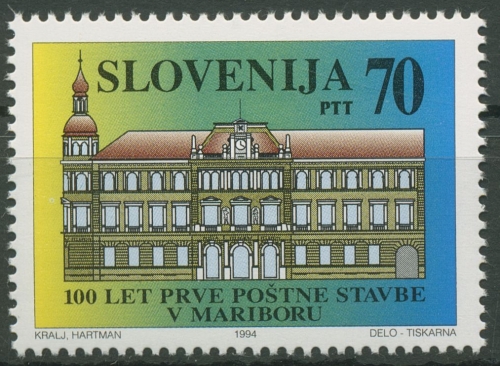 SLOVENIJA 70
PTT
100 LET PRVE POŠTNE STAVBE
V MARIBORU
KRALJ, HARTMAN 1994 DELO - TISKARNA